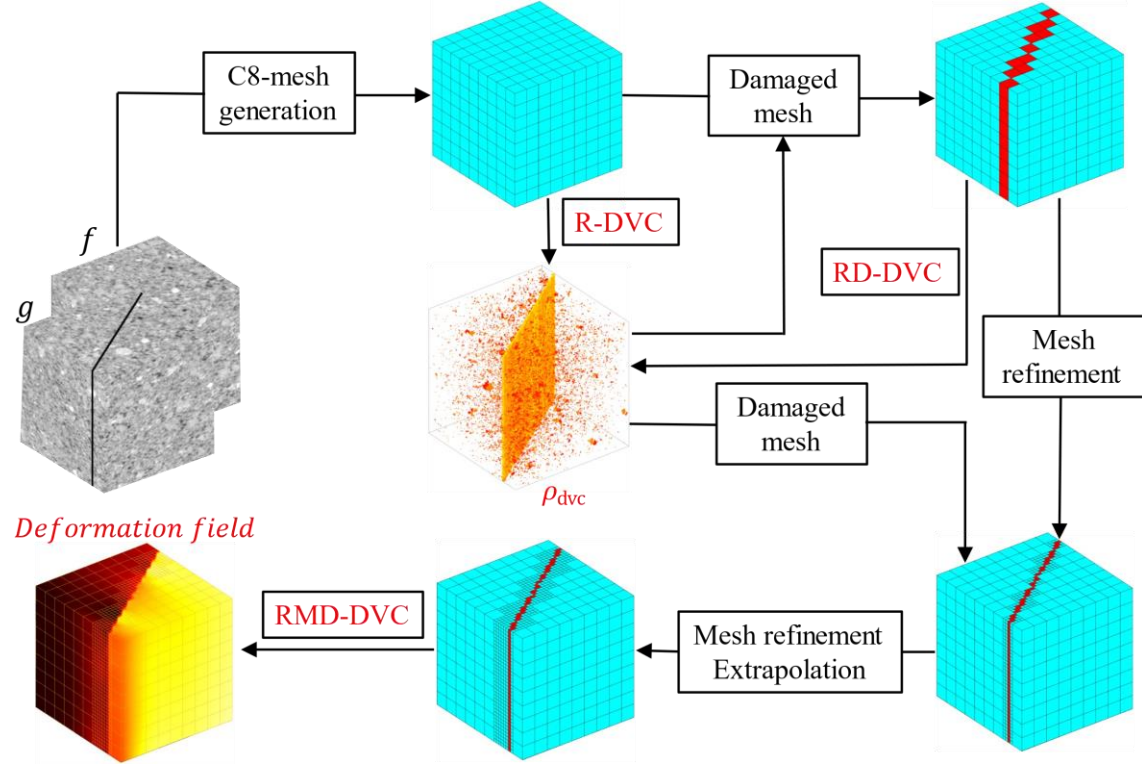 C8-mesh
generation
Damaged
mesh
R-DVC
RD-DVC
f
g
Mesh
refinement
Damaged
mesh
ρdvc
Deformation field
RMD-DVC
Mesh refinement
Extrapolation